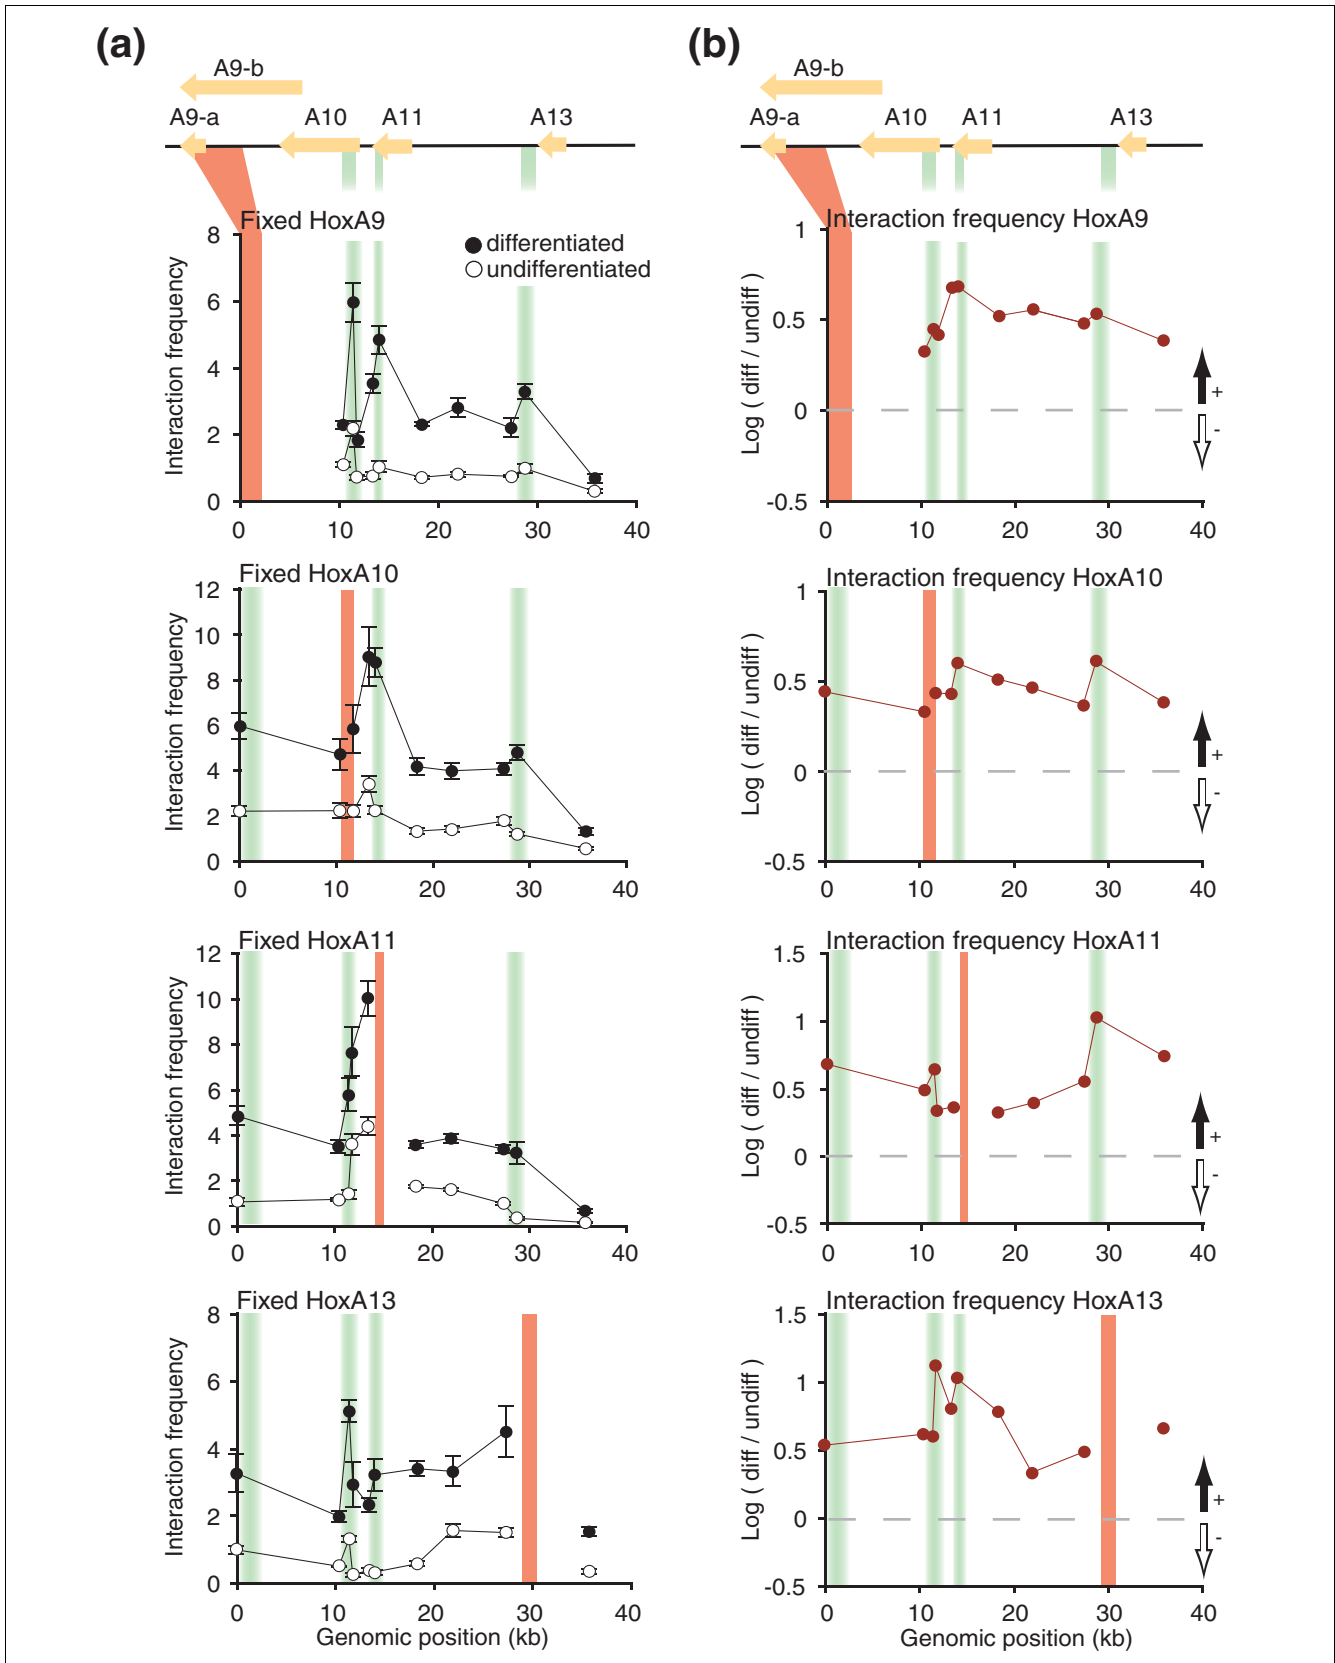 (a)
A9-b
A9-a
A10
A11
A13
Fixed HoxA9
differentiated
undifferentiated
Interaction frequency
8
6
4
2
0
0 10 20 30 40
Fixed HoxA10
Interaction frequency
12
10
8
6
4
2
0
0 10 20 30 40
Fixed HoxA11
Interaction frequency
12
10
8
6
4
2
0
0 10 20 30 40
Fixed HoxA13
Interaction frequency
8
6
4
2
0
0 10 20 30 40
Genomic position (kb)
(b)
A9-b
A9-a
A10
A11
A13
Interaction frequency HoxA9
Log ( diff / undiff )
1
0.5
0
-0.5
+
-
0 10 20 30 40
Interaction frequency HoxA10
Log ( diff / undiff )
1
0.5
0
-0.5
+
-
0 10 20 30 40
Interaction frequency HoxA11
Log ( diff / undiff )
1.5
1
0.5
0
-0.5
+
-
0 10 20 30 40
Interaction frequency HoxA13
Log ( diff / undiff )
1.5
1
0.5
0
-0.5
+
-
0 10 20 30 40
Genomic position (kb)